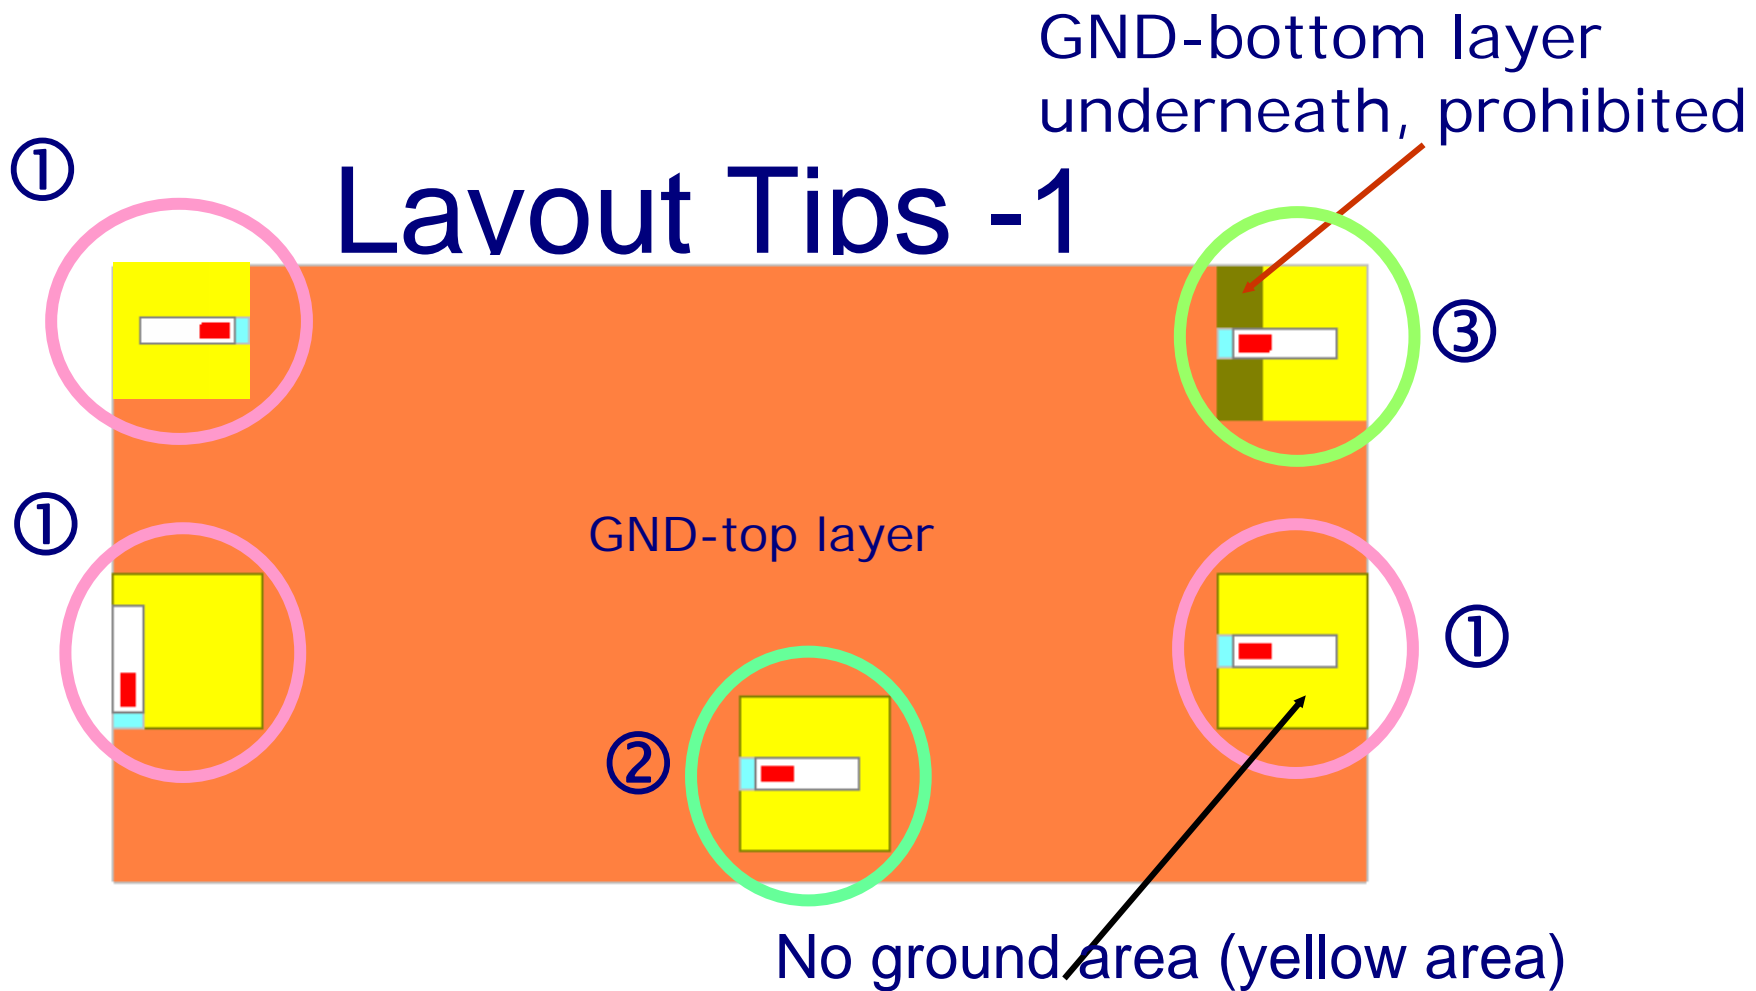 GND-bottom layer
underneath, prohibited
①
Layout Tips -1
③
①
GND-top layer
①
②
No ground area (yellow area)